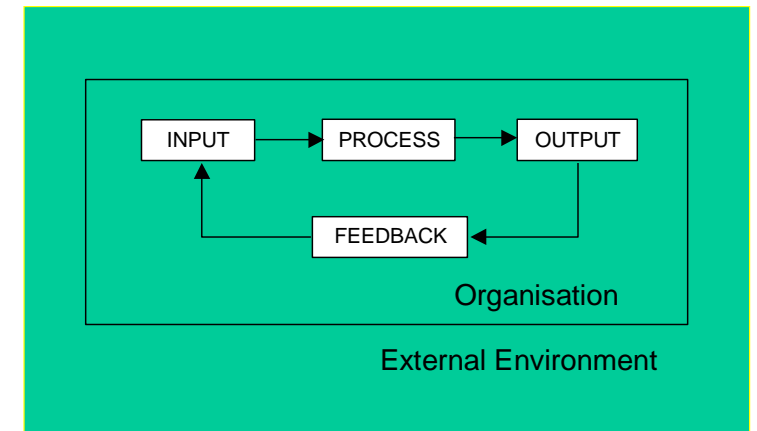 INPUT
PROCESS
OUTPUT
FEEDBACK
Organisation
External Environment